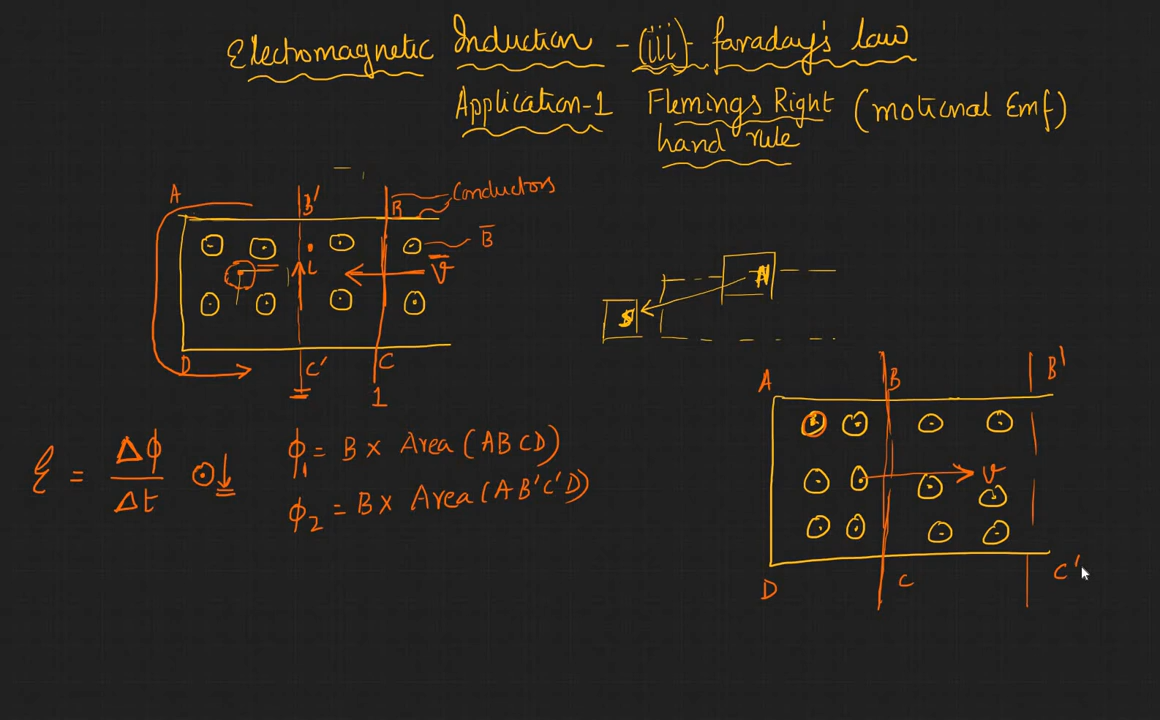 Electromagnetic Induction - (iii) - faraday's law
Application-1 Flemings Right (motional Emf)
hand rule
A B' B Conductors
B̅
i V̅
D C' C
1
N
S
A B B'
v
D C C'
ℰ = Δϕ / Δt ⊙↓
ϕ₁ = B x Area (ABCD)
ϕ₂ = B x Area (AB'C'D)